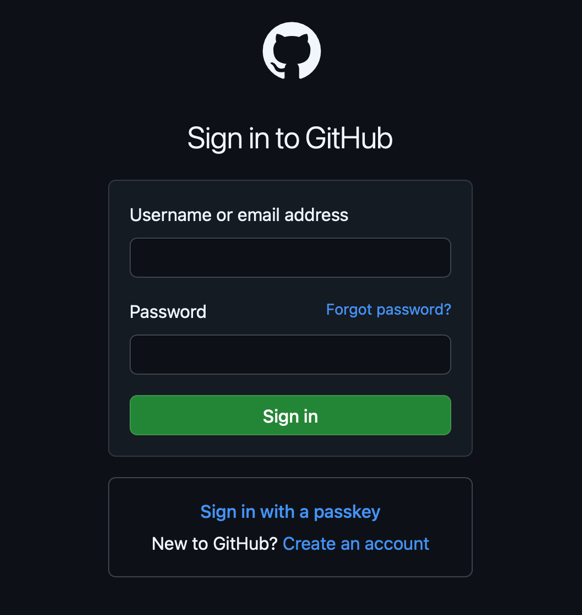 Sign in to GitHub
Username or email address
Password Forgot password?
Sign in
Sign in with a passkey
New to GitHub? Create an account